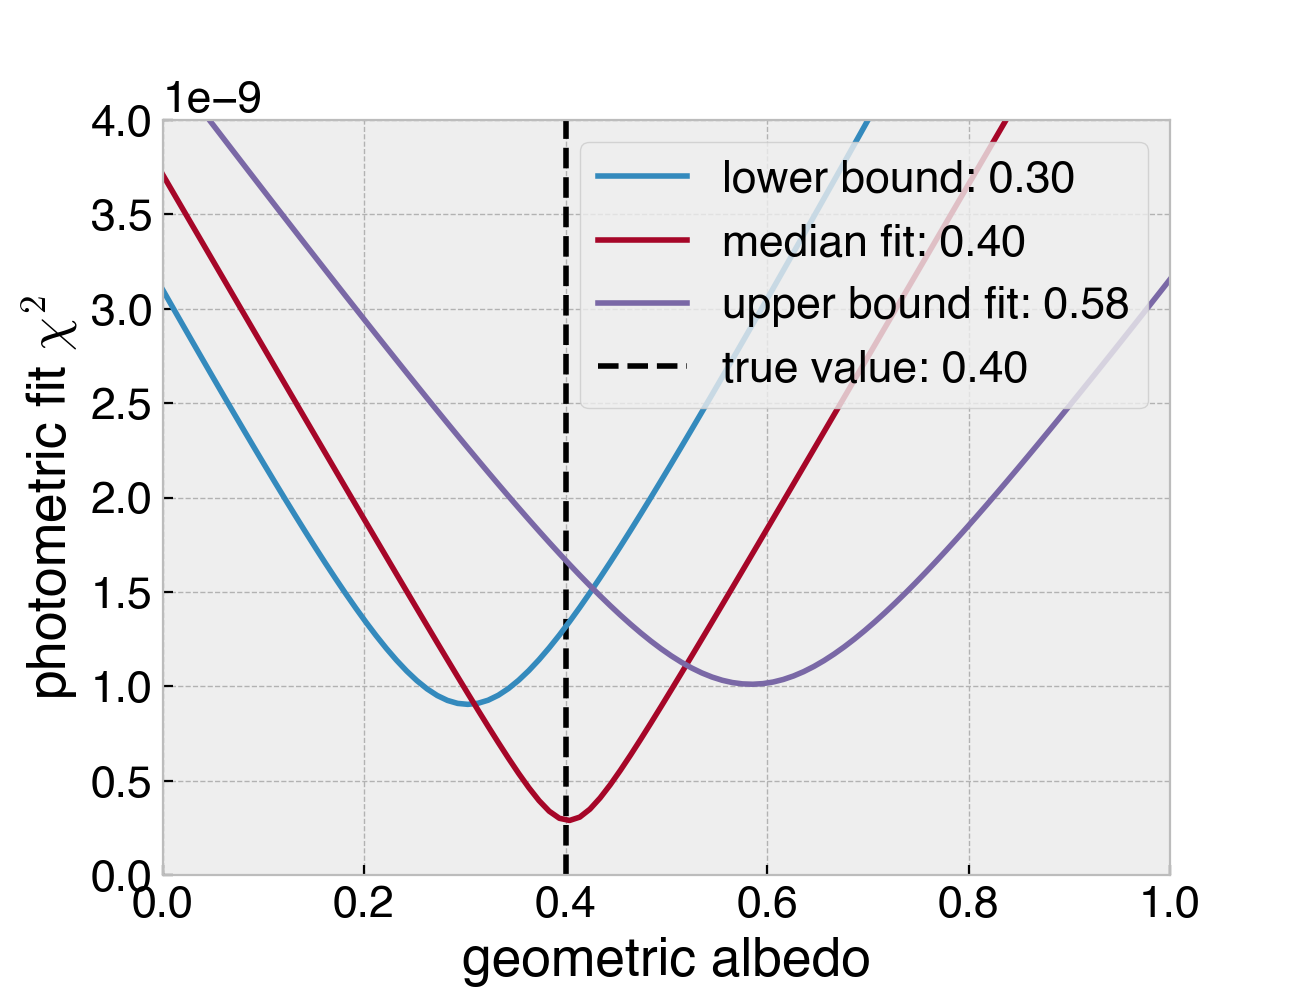 1e−9
4.0
3.5
3.0
2.5
2.0
1.5
1.0
0.5
0.0
photometric fit χ²
lower bound: 0.30
median fit: 0.40
upper bound fit: 0.58
true value: 0.40
0.0 0.2 0.4 0.6 0.8 1.0
geometric albedo